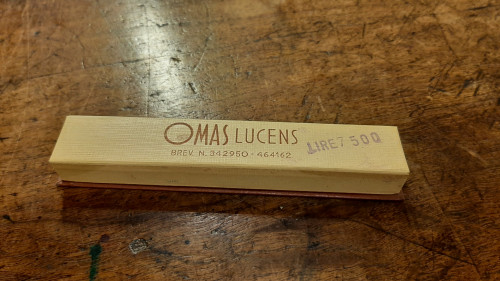 OMAS LUCENS
BREV. N. 342950 - 464162
LIRE 7500